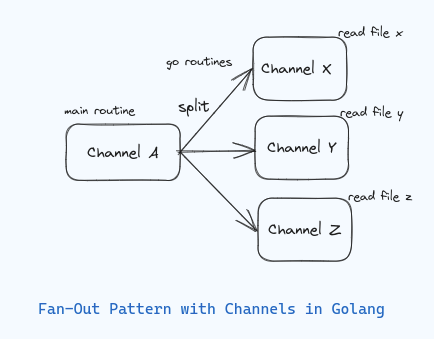 read file x
go routines
Channel X
split
main routine
read file y
Channel A
Channel Y
read file z
Channel Z
Fan-Out Pattern with Channels in Golang